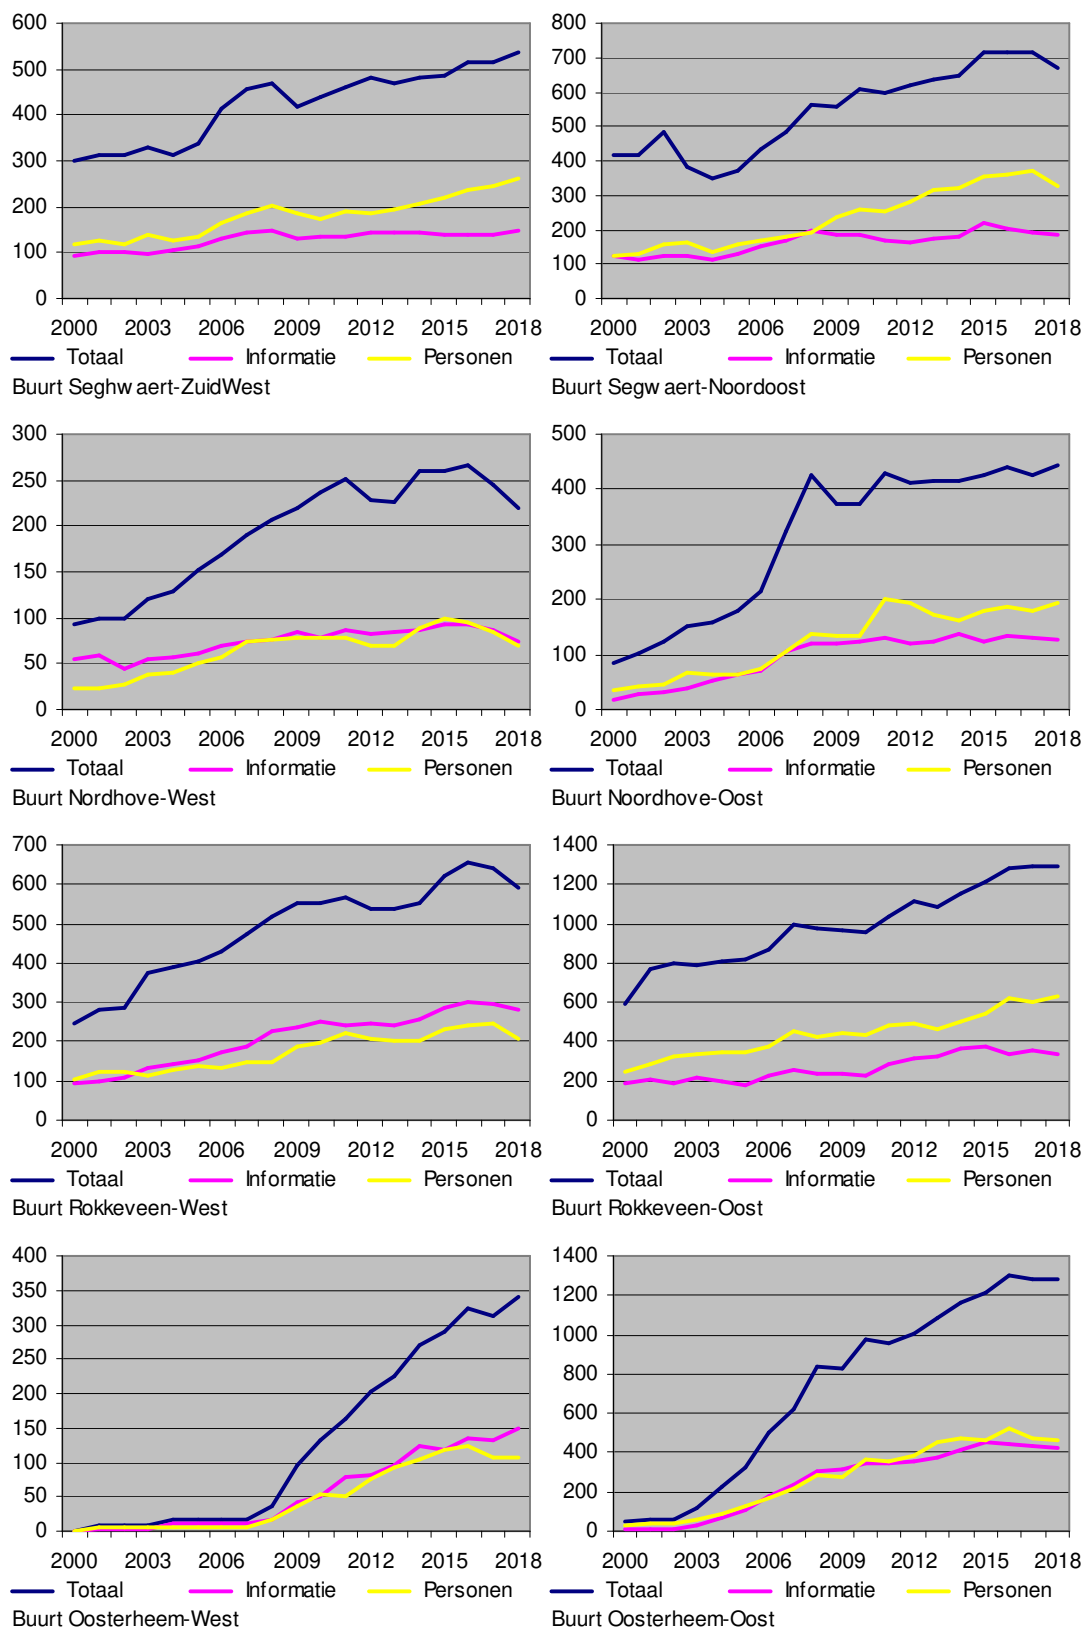 600
500
400
300
200
100
0
2000 2003 2006 2009 2012 2015 2018
Totaal Informatie Personen
Buurt Seghwaert-ZuidWest
800
700
600
500
400
300
200
100
0
2000 2003 2006 2009 2012 2015 2018
Totaal Informatie Personen
Buurt Segwaert-Noordoost
300
250
200
150
100
50
0
2000 2003 2006 2009 2012 2015 2018
Totaal Informatie Personen
Buurt Nordhove-West
500
400
300
200
100
0
2000 2003 2006 2009 2012 2015 2018
Totaal Informatie Personen
Buurt Noordhove-Oost
700
600
500
400
300
200
100
0
2000 2003 2006 2009 2012 2015 2018
Totaal Informatie Personen
Buurt Rokkeveen-West
1400
1200
1000
800
600
400
200
0
2000 2003 2006 2009 2012 2015 2018
Totaal Informatie Personen
Buurt Rokkeveen-Oost
400
350
300
250
200
150
100
50
0
2000 2003 2006 2009 2012 2015 2018
Totaal Informatie Personen
Buurt Oosterheem-West
1400
1200
1000
800
600
400
200
0
2000 2003 2006 2009 2012 2015 2018
Totaal Informatie Personen
Buurt Oosterheem-Oost